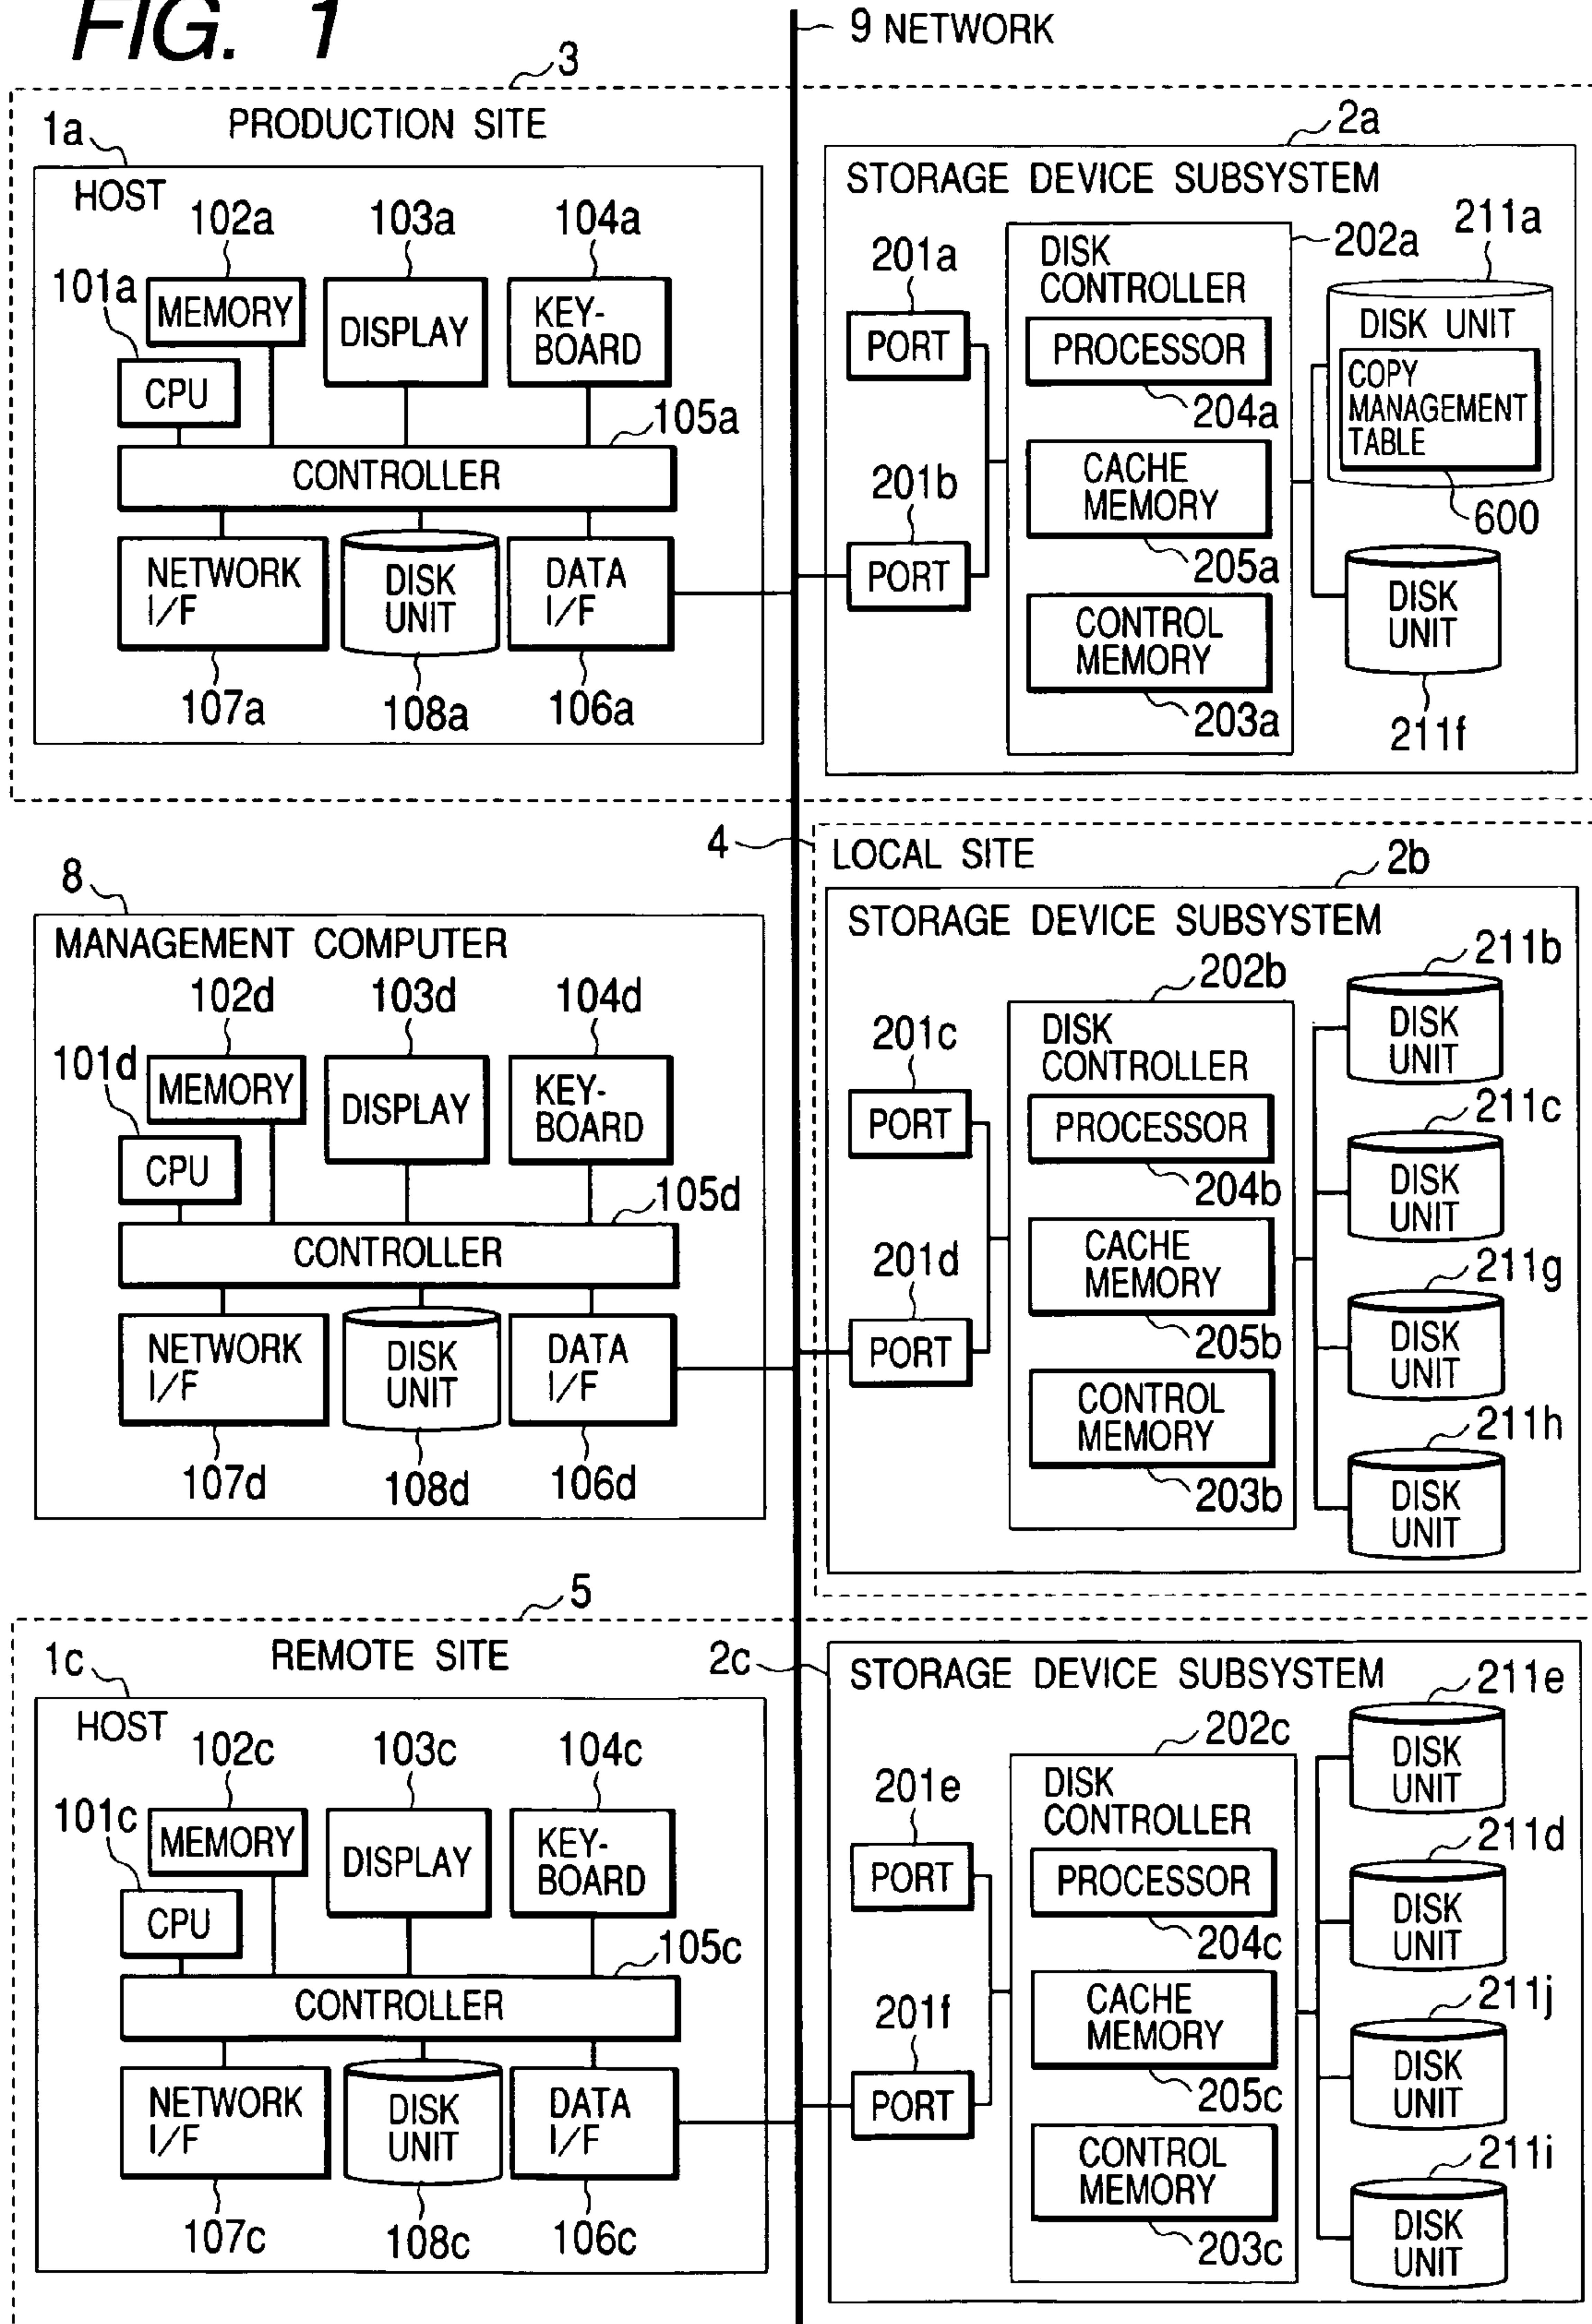 FIG. 1
9 NETWORK
3
PRODUCTION SITE
1a
HOST
102a
103a
104a
101a
MEMORY
DISPLAY
KEY-
BOARD
CPU
105a
CONTROLLER
NETWORK
I/F
DISK
UNIT
DATA
I/F
107a
108a
106a
2a
STORAGE DEVICE SUBSYSTEM
201a
PORT
201b
PORT
202a
DISK
CONTROLLER
PROCESSOR
204a
CACHE
MEMORY
205a
CONTROL
MEMORY
203a
211a
DISK UNIT
COPY
MANAGEMENT
TABLE
600
DISK
UNIT
211f
8
MANAGEMENT COMPUTER
102d
103d
104d
101d
MEMORY
DISPLAY
KEY-
BOARD
CPU
105d
CONTROLLER
NETWORK
I/F
DISK
UNIT
DATA
I/F
107d
108d
106d
4
LOCAL SITE
2b
STORAGE DEVICE SUBSYSTEM
201c
PORT
201d
PORT
202b
DISK
CONTROLLER
PROCESSOR
204b
CACHE
MEMORY
205b
CONTROL
MEMORY
203b
211b
DISK
UNIT
211c
DISK
UNIT
211g
DISK
UNIT
211h
DISK
UNIT
5
REMOTE SITE
1c
HOST
102c
103c
104c
101c
MEMORY
DISPLAY
KEY-
BOARD
CPU
105c
CONTROLLER
NETWORK
I/F
DISK
UNIT
DATA
I/F
107c
108c
106c
2c
STORAGE DEVICE SUBSYSTEM
201e
PORT
201f
PORT
202c
DISK
CONTROLLER
PROCESSOR
204c
CACHE
MEMORY
205c
CONTROL
MEMORY
203c
211e
DISK
UNIT
211d
DISK
UNIT
211j
DISK
UNIT
211i
DISK
UNIT